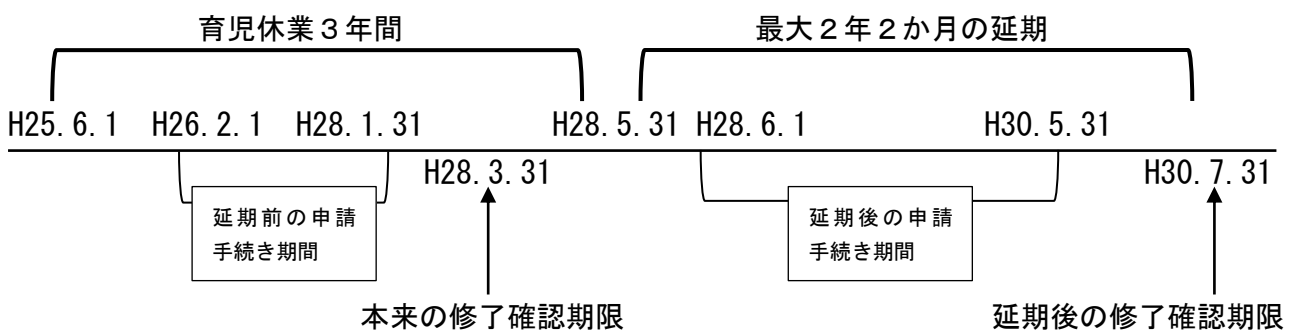 育児休業３年間
最大２年２か月の延期
H25.6.1 H26.2.1 H28.1.31 H28.5.31 H28.6.1 H30.5.31
H28.3.31 H30.7.31
延期前の申請
手続き期間
延期後の申請
手続き期間
本来の修了確認期限
延期後の修了確認期限